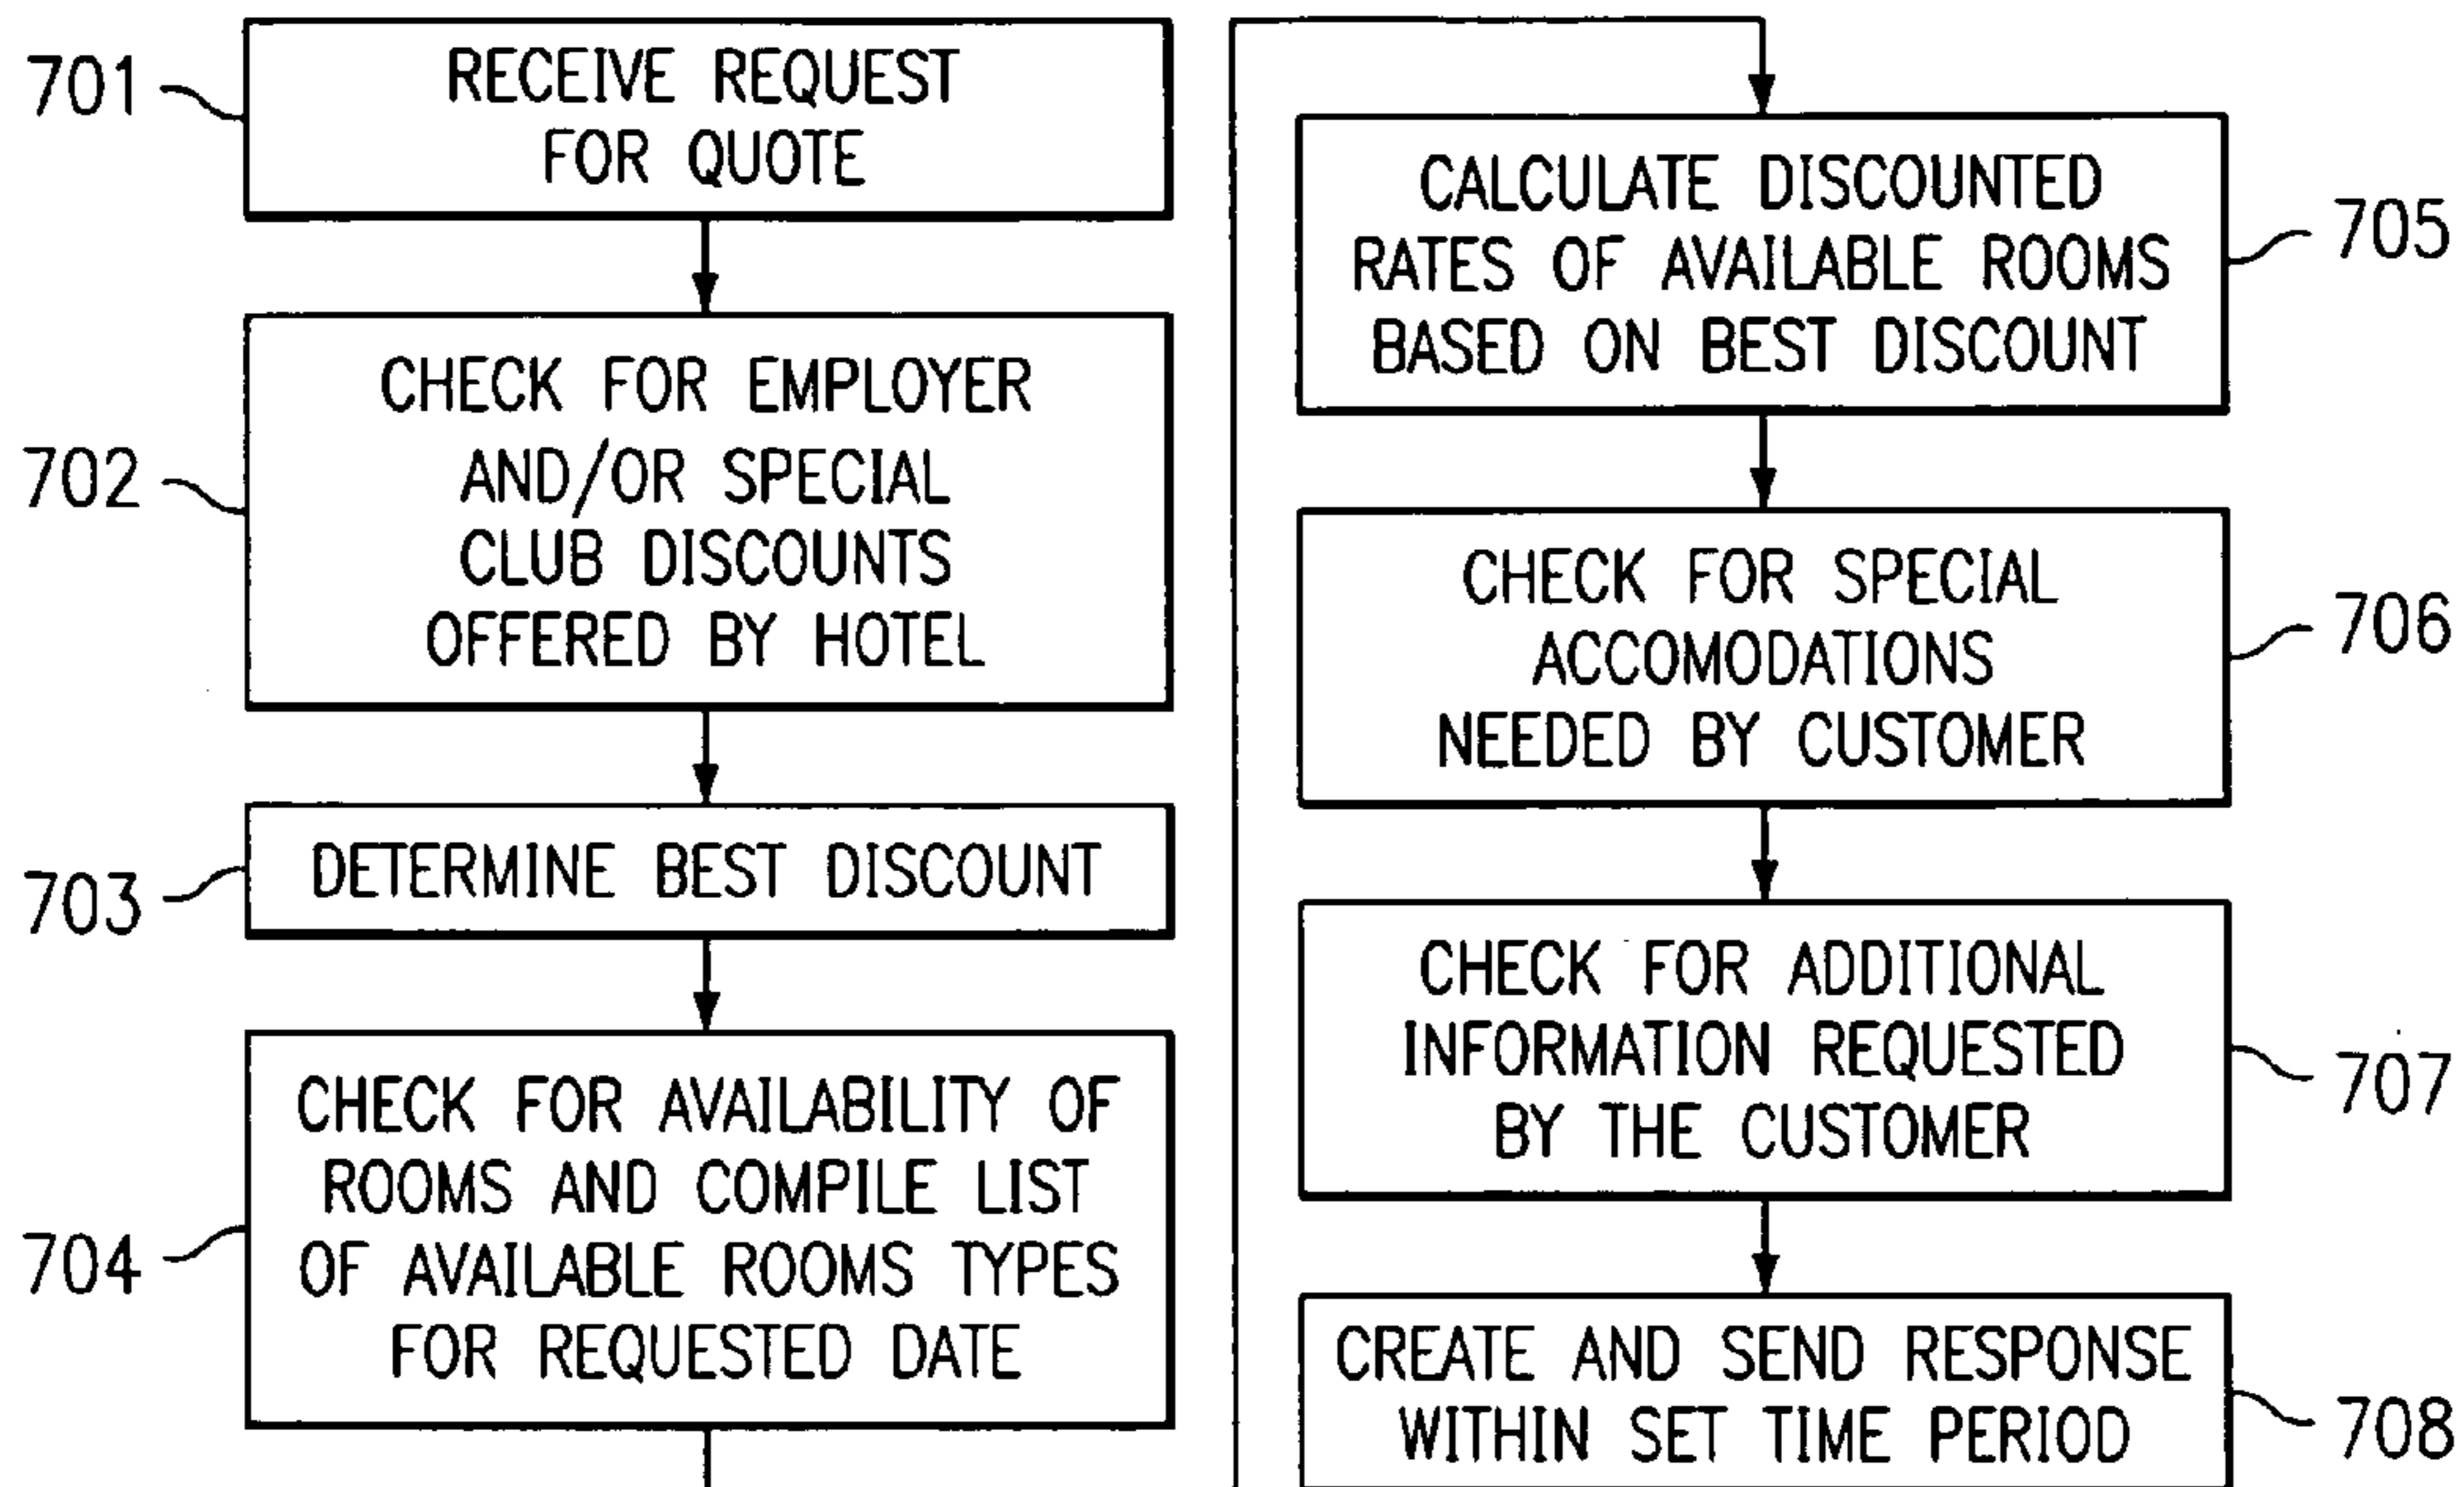 701
RECEIVE REQUEST
FOR QUOTE
702
CHECK FOR EMPLOYER
AND/OR SPECIAL
CLUB DISCOUNTS
OFFERED BY HOTEL
703
DETERMINE BEST DISCOUNT
704
CHECK FOR AVAILABILITY OF
ROOMS AND COMPILE LIST
OF AVAILABLE ROOMS TYPES
FOR REQUESTED DATE
CALCULATE DISCOUNTED
RATES OF AVAILABLE ROOMS
BASED ON BEST DISCOUNT
705
CHECK FOR SPECIAL
ACCOMODATIONS
NEEDED BY CUSTOMER
706
CHECK FOR ADDITIONAL
INFORMATION REQUESTED
BY THE CUSTOMER
707
CREATE AND SEND RESPONSE
WITHIN SET TIME PERIOD
708